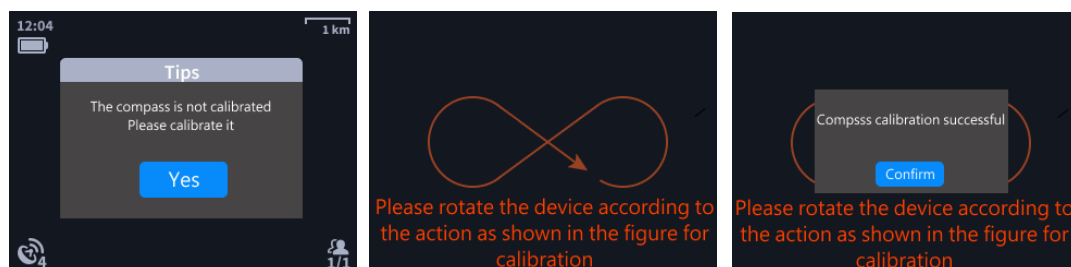 12:04
1 km
Tips
The compass is not calibrated
Please calibrate it
Yes
4
1/1
Please rotate the device according to
the action as shown in the figure for
calibration
Compsss calibration successful
Confirm
Please rotate the device according to
the action as shown in the figure for
calibration